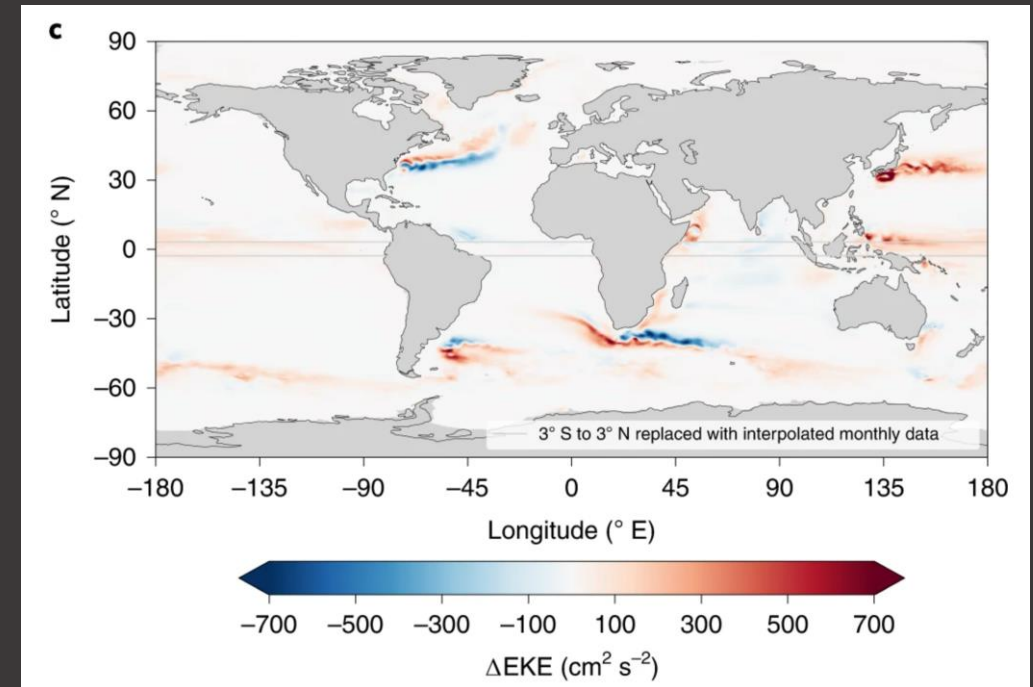 c
90
60
30
0
−30
−60
−90
Latitude (° N)
3° S to 3° N replaced with interpolated monthly data
−180 −135 −90 −45 0 45 90 135 180
Longitude (° E)
−700 −500 −300 −100 100 300 500 700
ΔEKE (cm² s⁻²)